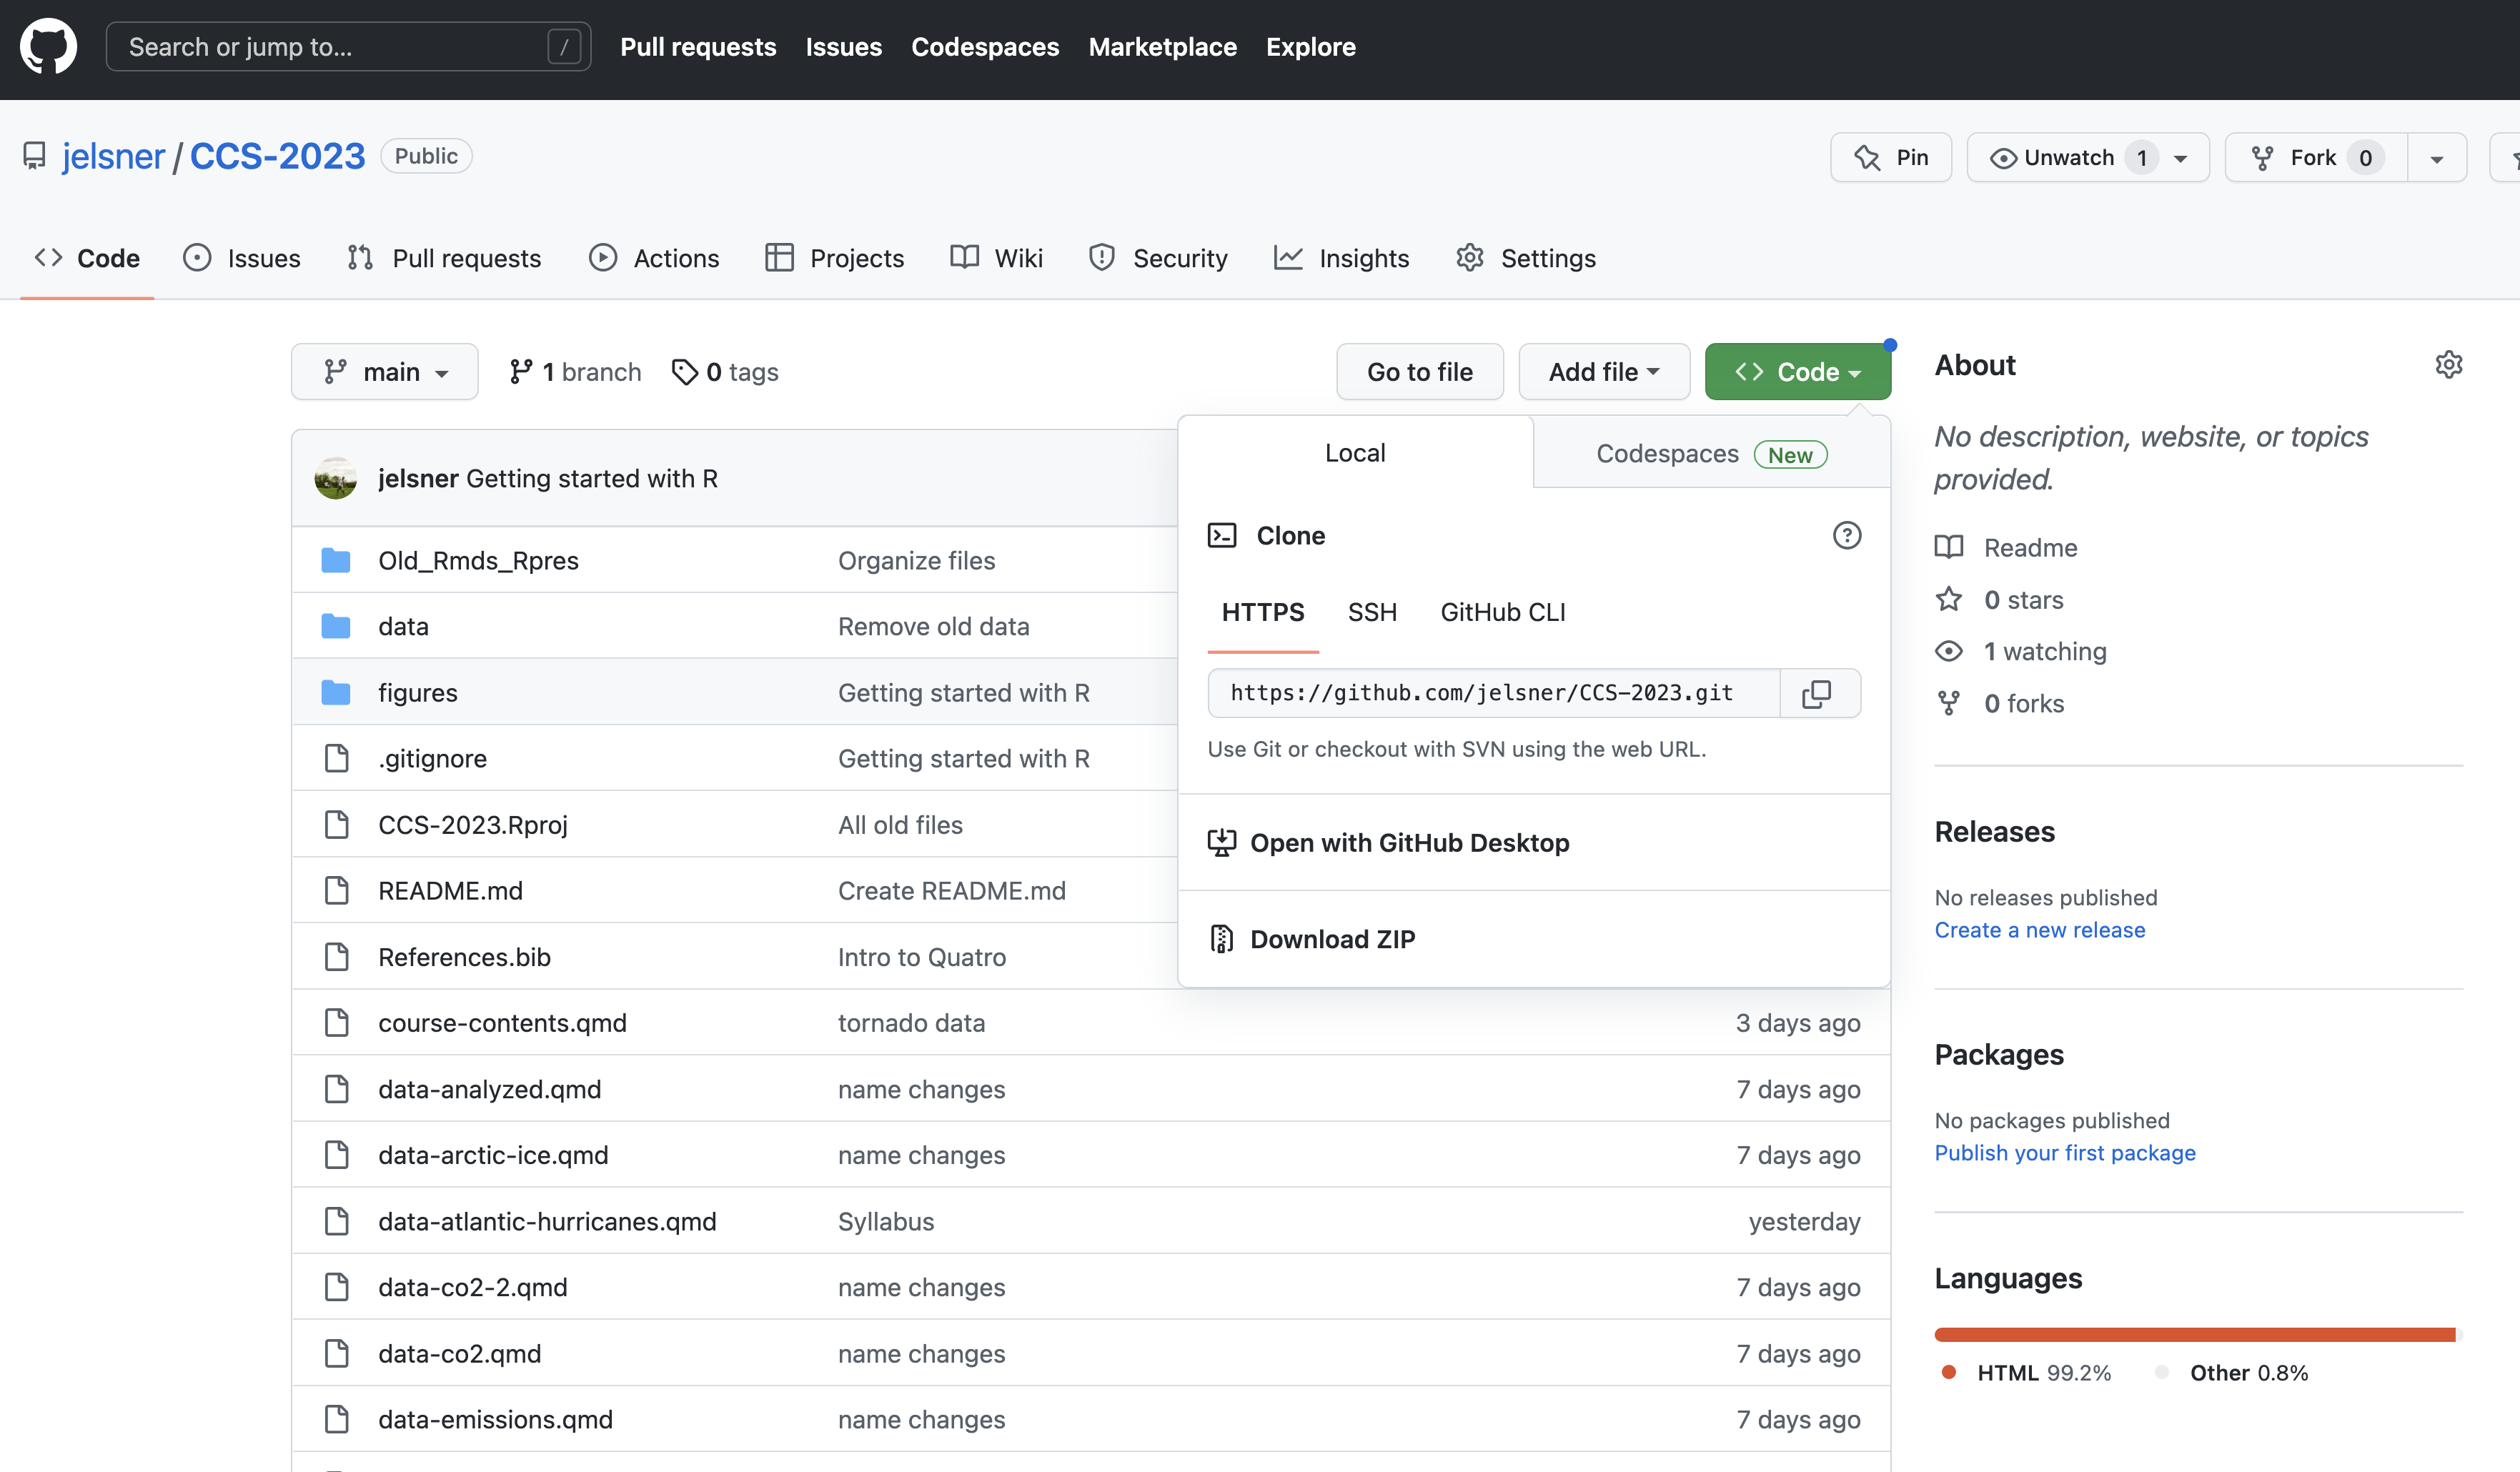 Search or jump to... /
Pull requests Issues Codespaces Marketplace Explore
jelsner / CCS-2023 Public
Pin
Unwatch 1
Fork 0
Code Issues Pull requests Actions Projects Wiki Security Insights Settings
main 1 branch 0 tags
Go to file Add file Code
jelsner Getting started with R
Old_Rmds_Rpres Organize files
data Remove old data
figures Getting started with R
.gitignore Getting started with R
CCS-2023.Rproj All old files
README.md Create README.md
References.bib Intro to Quatro
course-contents.qmd tornado data 3 days ago
data-analyzed.qmd name changes 7 days ago
data-arctic-ice.qmd name changes 7 days ago
data-atlantic-hurricanes.qmd Syllabus yesterday
data-co2-2.qmd name changes 7 days ago
data-co2.qmd name changes 7 days ago
data-emissions.qmd name changes 7 days ago
Local Codespaces New
Clone
HTTPS SSH GitHub CLI
https://github.com/jelsner/CCS-2023.git
Use Git or checkout with SVN using the web URL.
Open with GitHub Desktop
Download ZIP
About
No description, website, or topics
provided.
Readme
0 stars
1 watching
0 forks
Releases
No releases published
Create a new release
Packages
No packages published
Publish your first package
Languages
HTML 99.2% Other 0.8%